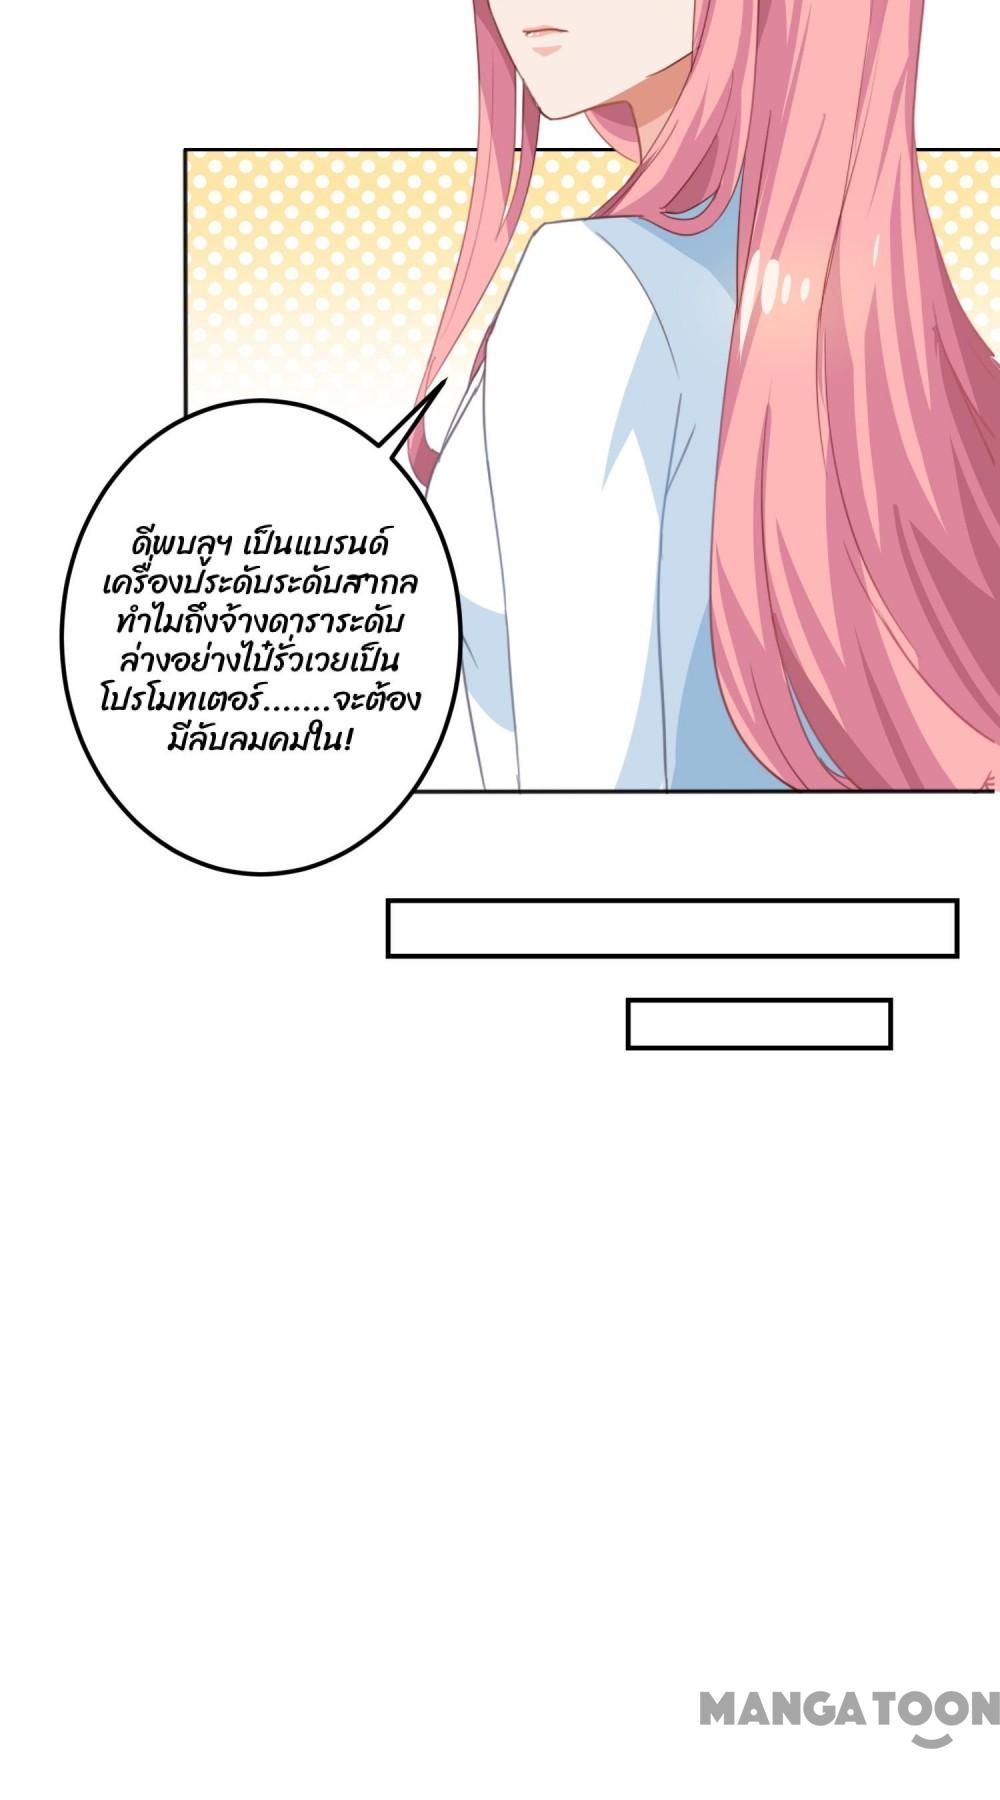 ดีพบลูฯ เป็นแบรนด์
เครื่องประดับระดับสากล
ทำไมถึงจ้างดาราระดับ
ล่างอย่างไป๋รั่วเวยเป็น
โปรโมทเตอร์.......จะต้อง
มีลับลมคมใน!
MANGATOON